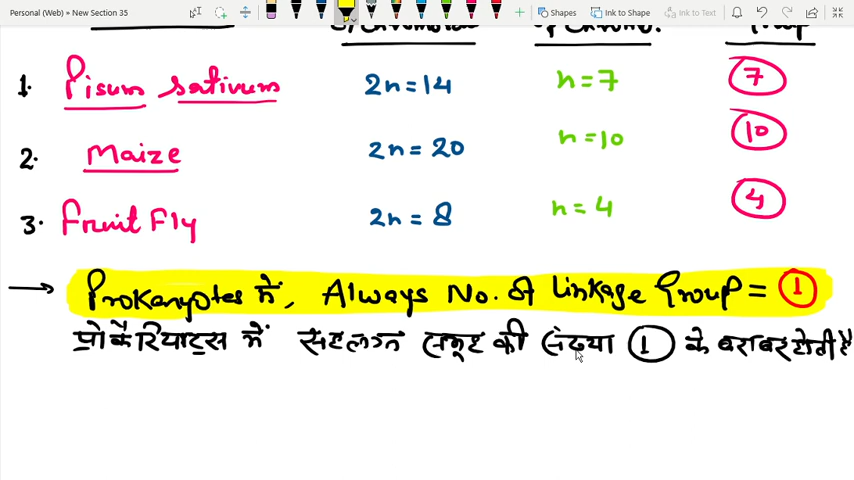 Personal (Web) » New Section 35
Shapes Ink to Shape Ink to Text
1. Pisum sativum 2n = 14 n = 7 7
2. Maize 2n = 20 n = 10 10
3. Fruit Fly 2n = 8 n = 4 4
→ Prokaryotes में, Always No. of Linkage Group = 1
प्रोकैरियोट्स में सहलग्न समूह की संख्या 1 के बराबर होती है